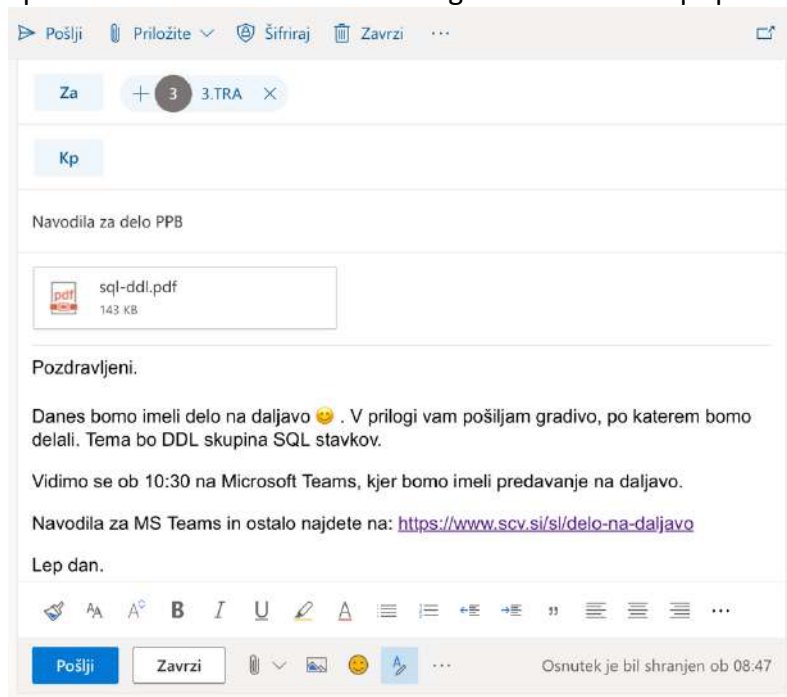 Pošlji Priložite Šifriraj Zavrzi ...
Za + 3 3.TRA ×
Kp
Navodila za delo PPB
pdf sql-ddl.pdf
143 KB
Pozdravljeni.
Danes bomo imeli delo na daljavo 😊 . V prilogi vam pošiljam gradivo, po katerem bomo
delali. Tema bo DDL skupina SQL stavkov.
Vidimo se ob 10:30 na Microsoft Teams, kjer bomo imeli predavanje na daljavo.
Navodila za MS Teams in ostalo najdete na: https://www.scv.si/sl/delo-na-daljavo
Lep dan.
B I U A ...
Pošlji Zavrzi ... Osnutek je bil shranjen ob 08:47